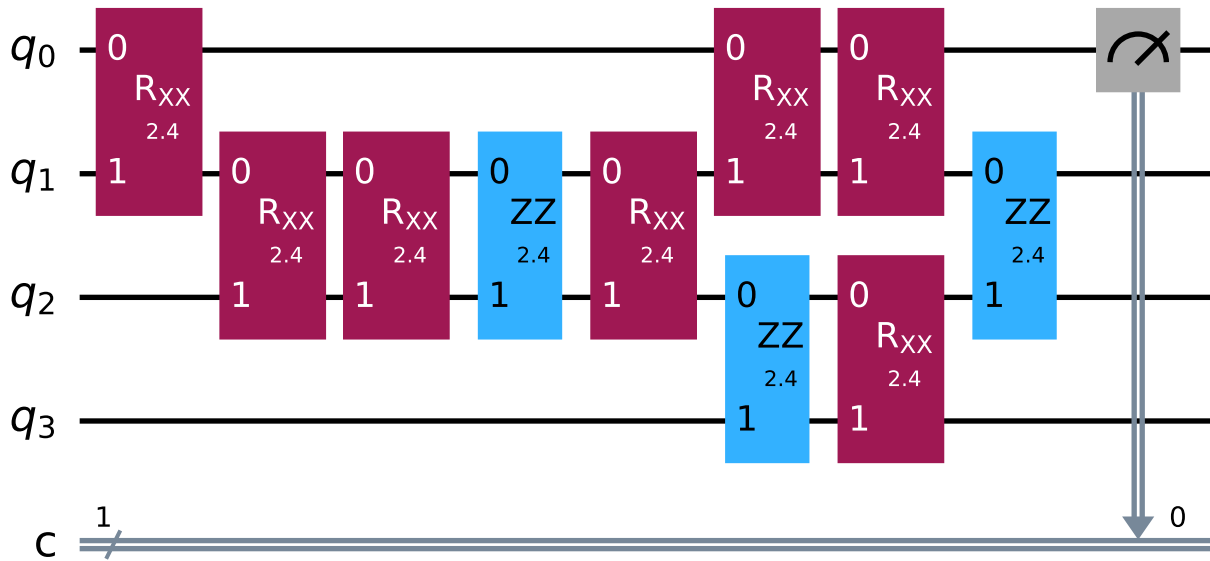 q0 0 RXX 2.4 1 0 RXX 2.4 1 0 RXX 2.4 1
q1 0 RXX 2.4 1 0 RXX 2.4 1 0 ZZ 2.4 1 0 RXX 2.4 1 0 ZZ 2.4 1
q2 0 ZZ 2.4 1 0 RXX 2.4 1
q3
c 1 0